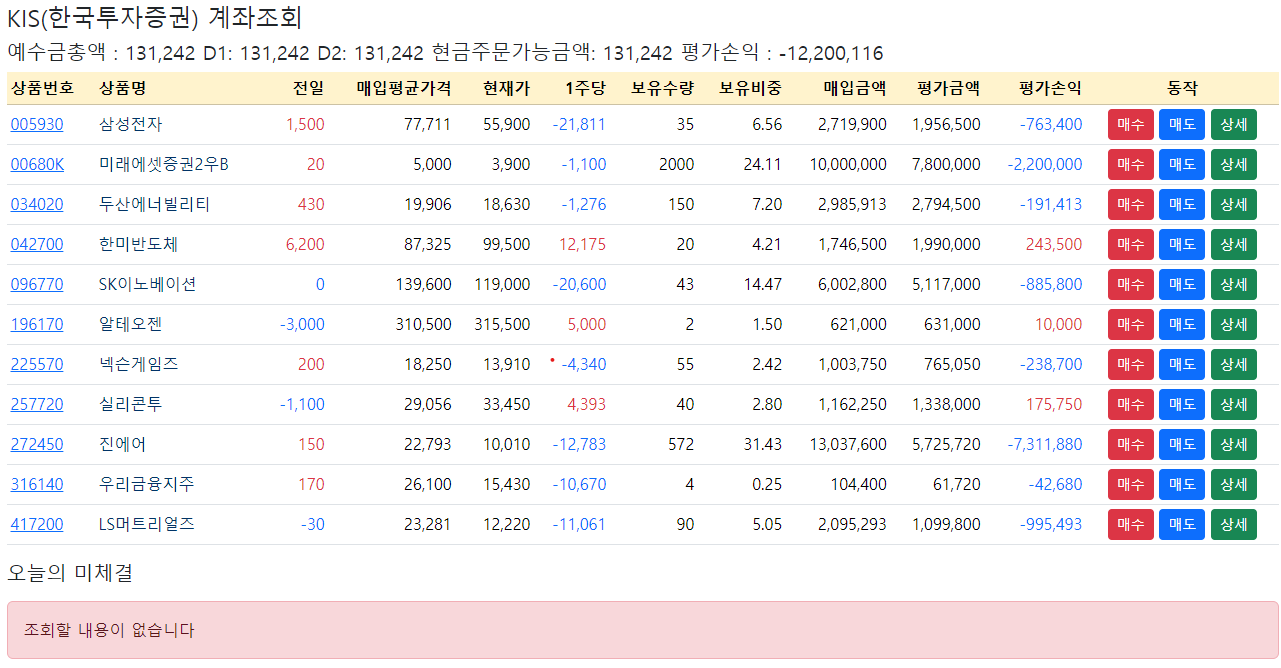 KIS(한국투자증권) 계좌조회
예수금총액 : 131,242 D1: 131,242 D2: 131,242 현금주문가능금액: 131,242 평가손익 : -12,200,116
상품번호 상품명 전일 매입평균가격 현재가 1주당 보유수량 보유비중 매입금액 평가금액 평가손익 동작
005930 삼성전자 1,500 77,711 55,900 -21,811 35 6.56 2,719,900 1,956,500 -763,400 매수 매도 상세
00680K 미래에셋증권2우B 20 5,000 3,900 -1,100 2000 24.11 10,000,000 7,800,000 -2,200,000 매수 매도 상세
034020 두산에너빌리티 430 19,906 18,630 -1,276 150 7.20 2,985,913 2,794,500 -191,413 매수 매도 상세
042700 한미반도체 6,200 87,325 99,500 12,175 20 4.21 1,746,500 1,990,000 243,500 매수 매도 상세
096770 SK이노베이션 0 139,600 119,000 -20,600 43 14.47 6,002,800 5,117,000 -885,800 매수 매도 상세
196170 알테오젠 -3,000 310,500 315,500 5,000 2 1.50 621,000 631,000 10,000 매수 매도 상세
225570 넥슨게임즈 200 18,250 13,910 -4,340 55 2.42 1,003,750 765,050 -238,700 매수 매도 상세
257720 실리콘투 -1,100 29,056 33,450 4,393 40 2.80 1,162,250 1,338,000 175,750 매수 매도 상세
272450 진에어 150 22,793 10,010 -12,783 572 31.43 13,037,600 5,725,720 -7,311,880 매수 매도 상세
316140 우리금융지주 170 26,100 15,430 -10,670 4 0.25 104,400 61,720 -42,680 매수 매도 상세
417200 LS머트리얼즈 -30 23,281 12,220 -11,061 90 5.05 2,095,293 1,099,800 -995,493 매수 매도 상세
오늘의 미체결
조회할 내용이 없습니다